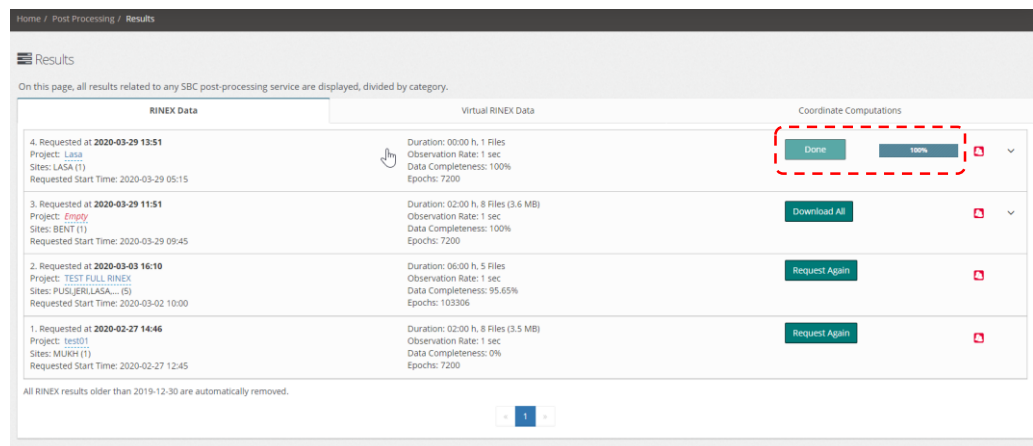 Home / Post Processing / Results
Results
On this page, all results related to any SBC post-processing service are displayed, divided by category.
RINEX Data
Virtual RINEX Data
Coordinate Computations
4. Requested at 2020-03-29 13:51
Project: Lasa
Sites: LASA (1)
Requested Start Time: 2020-03-29 05:15
Duration: 00:00 h, 1 Files
Observation Rate: 1 sec
Data Completeness: 100%
Epochs: 7200
Done
100%
3. Requested at 2020-03-29 11:51
Project: Empty
Sites: BENT (1)
Requested Start Time: 2020-03-29 09:45
Duration: 02:00 h, 8 Files (3.6 MB)
Observation Rate: 1 sec
Data Completeness: 100%
Epochs: 7200
Download All
2. Requested at 2020-03-03 16:10
Project: TEST FULL RINEX
Sites: PUSI,JERI,LASA,... (5)
Requested Start Time: 2020-03-02 10:00
Duration: 06:00 h, 5 Files
Observation Rate: 1 sec
Data Completeness: 95.65%
Epochs: 103306
Request Again
1. Requested at 2020-02-27 14:46
Project: test01
Sites: MUKH (1)
Requested Start Time: 2020-02-27 12:45
Duration: 02:00 h, 8 Files (3.5 MB)
Observation Rate: 1 sec
Data Completeness: 0%
Epochs: 7200
Request Again
All RINEX results older than 2019-12-30 are automatically removed.
« 1 »